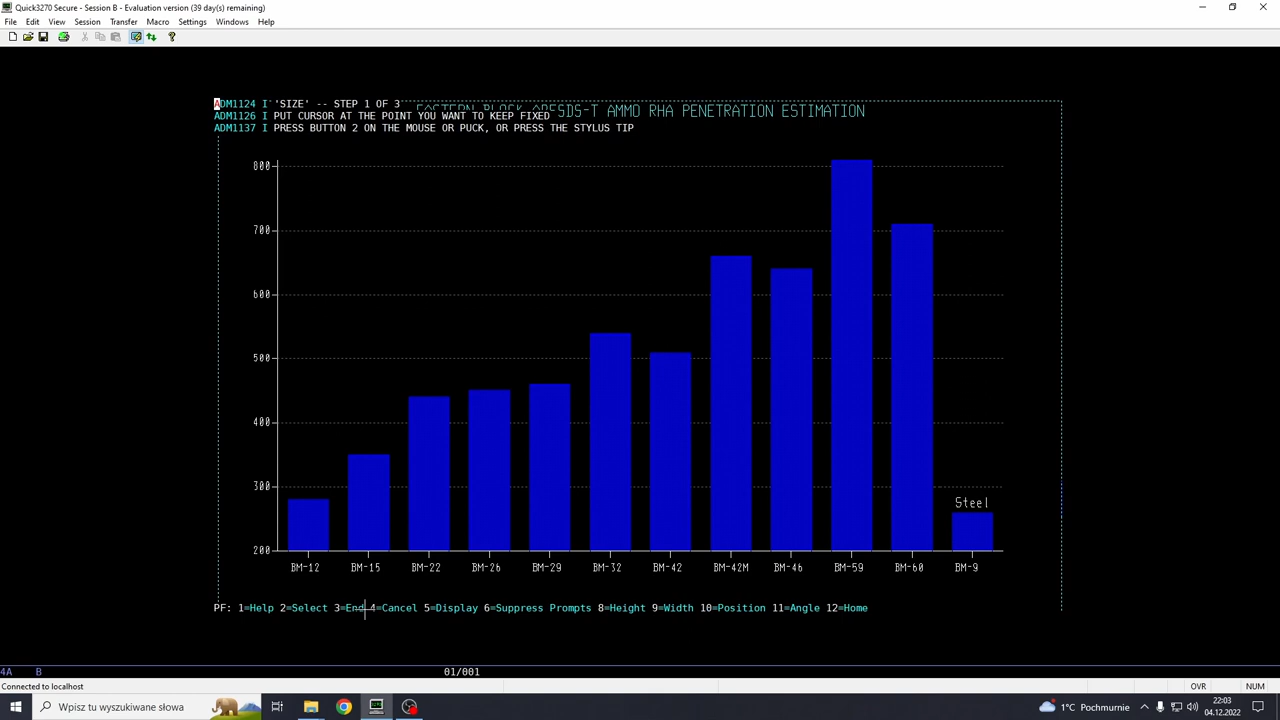 Quick3270 Secure - Session B - Evaluation version (39 day(s) remaining)
File Edit View Session Transfer Macro Settings Windows Help
ADM1124 I 'SIZE' -- STEP 1 OF 3
EASTERN BLOCK APFSDS-T AMMO RHA PENETRATION ESTIMATION
ADM1126 I PUT CURSOR AT THE POINT YOU WANT TO KEEP FIXED
ADM1137 I PRESS BUTTON 2 ON THE MOUSE OR PUCK, OR PRESS THE STYLUS TIP
800
700
600
500
400
300
Steel
200
BM-12 BM-15 BM-22 BM-26 BM-29 BM-32 BM-42 BM-42M BM-46 BM-59 BM-60 BM-9
PF: 1=Help 2=Select 3=End 4=Cancel 5=Display 6=Suppress Prompts 8=Height 9=Width 10=Position 11=Angle 12=Home
4A B 01/001
Connected to localhost OVR NUM
Wpisz tu wyszukiwane słowa 1°C Pochmurnie 22:03
04.12.2022